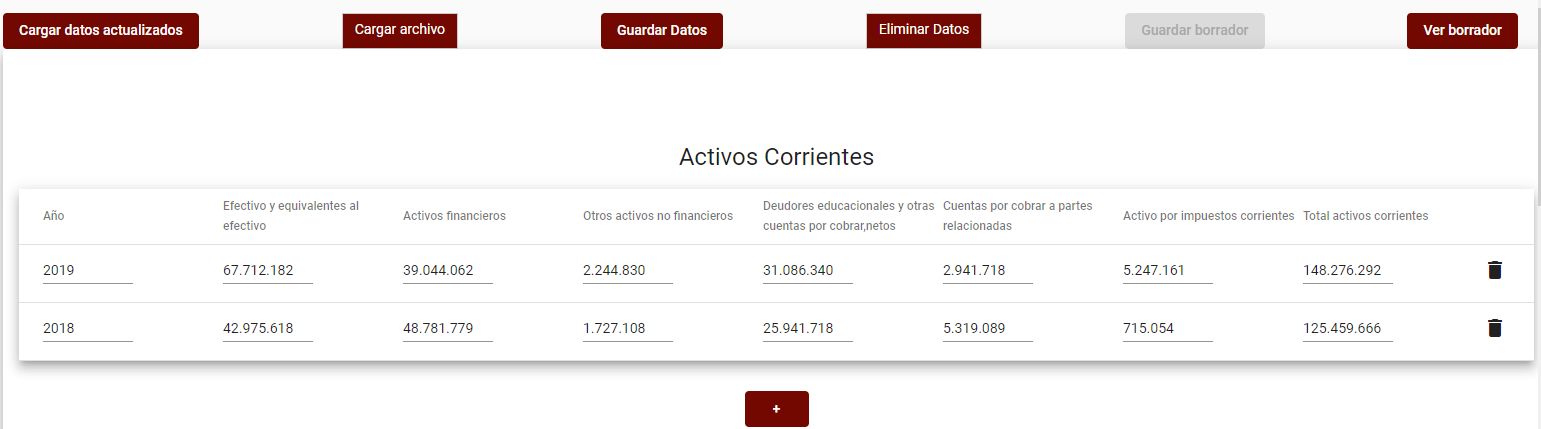 Cargar datos actualizados
Cargar archivo
Guardar Datos
Eliminar Datos
Guardar borrador
Ver borrador
Activos Corrientes
Año
Efectivo y equivalentes al
efectivo
Activos financieros
Otros activos no financieros
Deudores educacionales y otras
cuentas por cobrar,netos
Cuentas por cobrar a partes
relacionadas
Activo por impuestos corrientes
Total activos corrientes
2019
67.712.182
39.044.062
2.244.830
31.086.340
2.941.718
5.247.161
148.276.292
2018
42.975.618
48.781.779
1.727.108
25.941.718
5.319.089
715.054
125.459.666
+